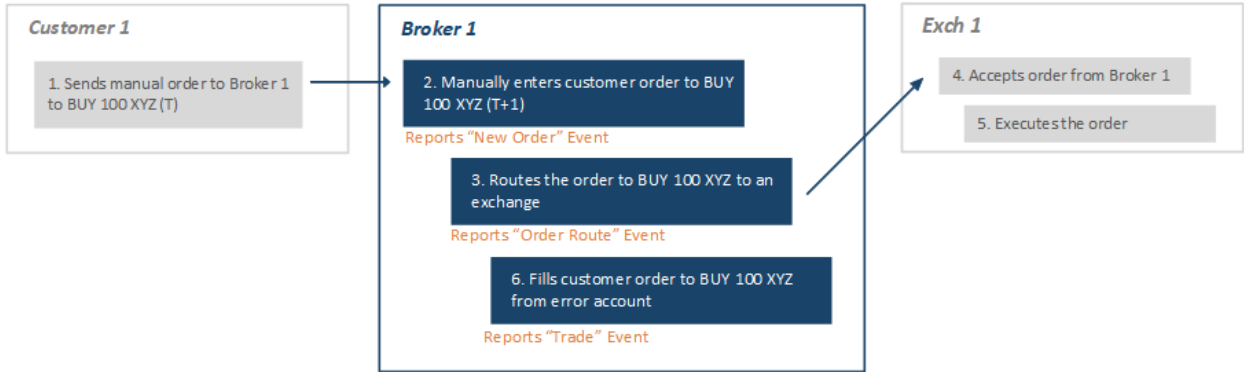 Customer 1
1. Sends manual order to Broker 1
to BUY 100 XYZ (T)
Broker 1
2. Manually enters customer order to BUY
100 XYZ (T+1)
Reports “New Order” Event
3. Routes the order to BUY 100 XYZ to an
exchange
Reports “Order Route” Event
6. Fills customer order to BUY 100 XYZ
from error account
Reports “Trade” Event
Exch 1
4. Accepts order from Broker 1
5. Executes the order